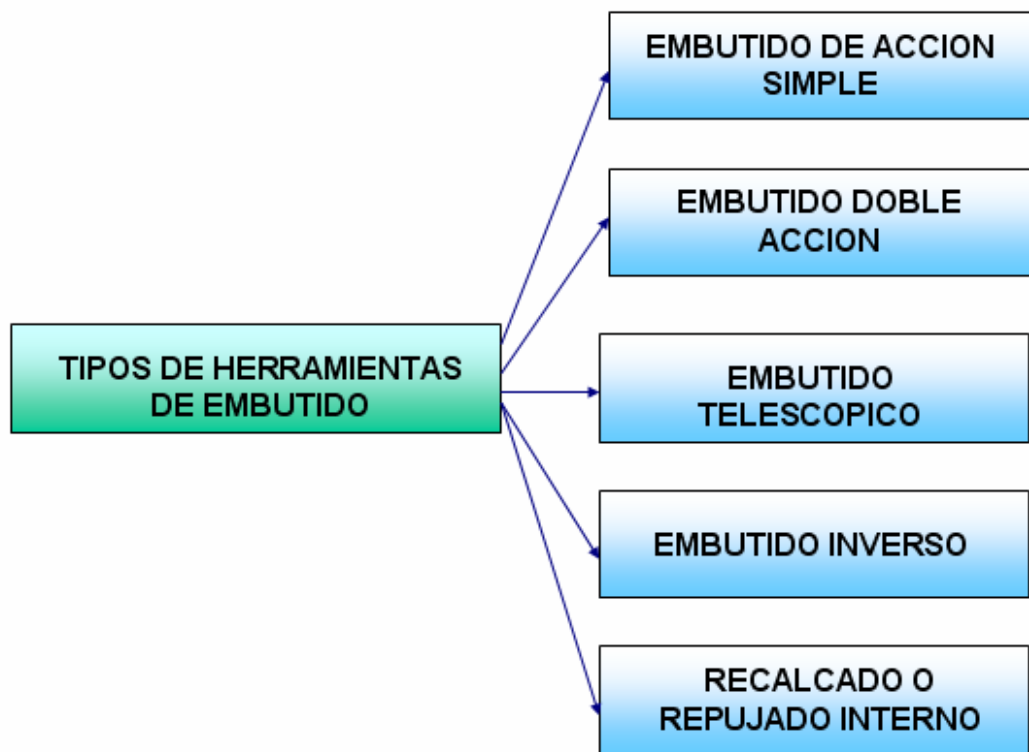 EMBUTIDO DE ACCION
SIMPLE
EMBUTIDO DOBLE
ACCION
TIPOS DE HERRAMIENTAS
DE EMBUTIDO
EMBUTIDO
TELESCOPICO
EMBUTIDO INVERSO
RECALCADO O
REPUJADO INTERNO